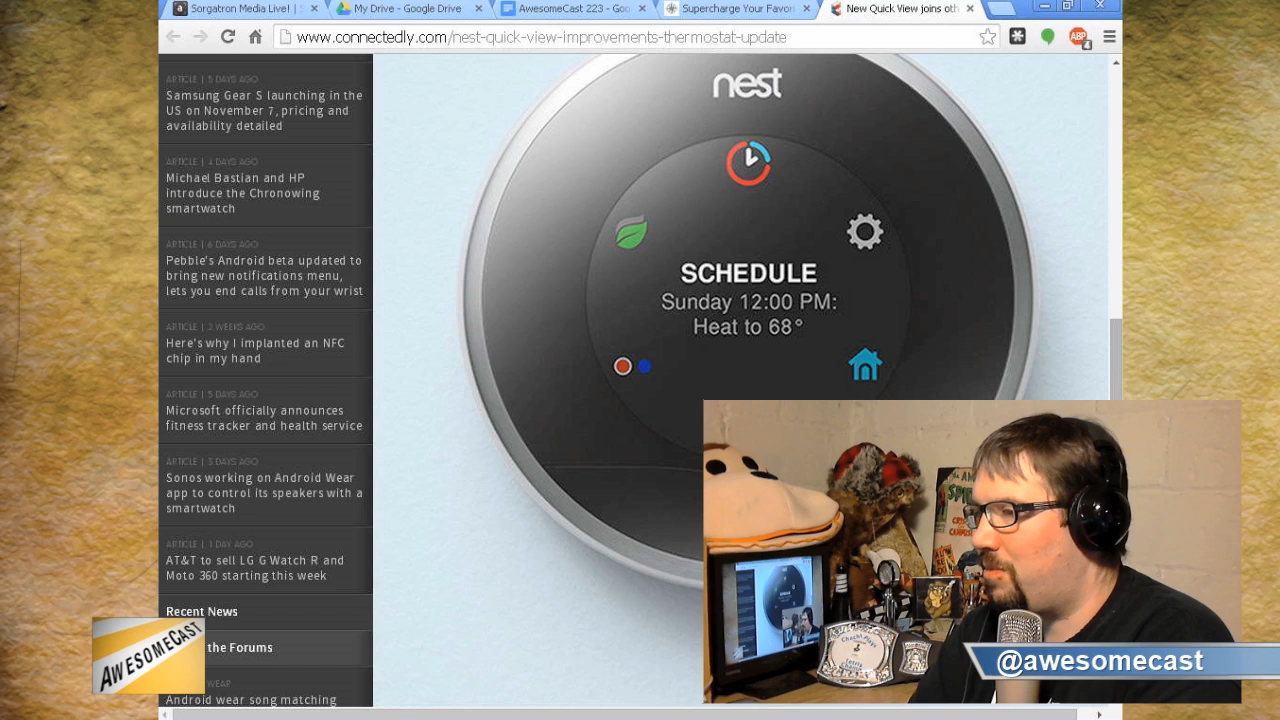 Sorgatron Media Live! | S
My Drive - Google Drive
AwesomeCast 223 - Goo
Supercharge Your Favori
New Quick View joins oth
www.connectedly.com/nest-quick-view-improvements-thermostat-update
ABP
4
ARTICLE | 5 DAYS AGO
Samsung Gear S launching in the
US on November 7, pricing and
availability detailed
ARTICLE | 4 DAYS AGO
Michael Bastian and HP
introduce the Chronowing
smartwatch
ARTICLE | 6 DAYS AGO
Pebble's Android beta updated to
bring new notifications menu,
lets you end calls from your wrist
ARTICLE | 2 WEEKS AGO
Here's why I implanted an NFC
chip in my hand
ARTICLE | 5 DAYS AGO
Microsoft officially announces
fitness tracker and health service
ARTICLE | 3 DAYS AGO
Sonos working on Android Wear
app to control its speakers with a
smartwatch
ARTICLE | 1 DAY AGO
AT&T to sell LG G Watch R and
Moto 360 starting this week
Recent News
the Forums
WEAR
Android wear song matching
nest
SCHEDULE
Sunday 12:00 PM:
Heat to 68°
AWESOMECAST
@awesomecast